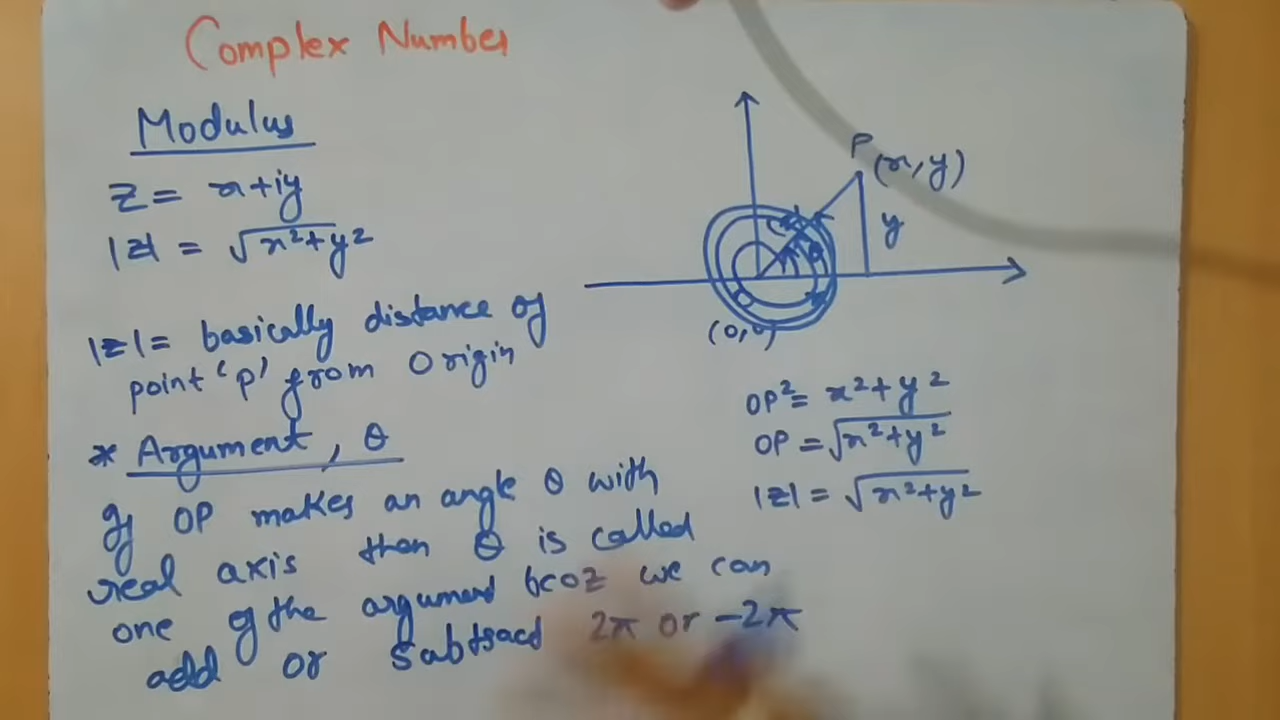 Complex Number
Modulus
Z = x+iy
|z| = √x²+y²
|z| = basically distance of
point 'p' from Origin
* Argument, θ
If OP makes an angle θ with
real axis then θ is called
one of the argument bcoz we can
add or subtract 2π or -2π
P
(x,y)
y
θ
(0,0)
OP² = x²+y²
OP = √x²+y²
|z| = √x²+y²